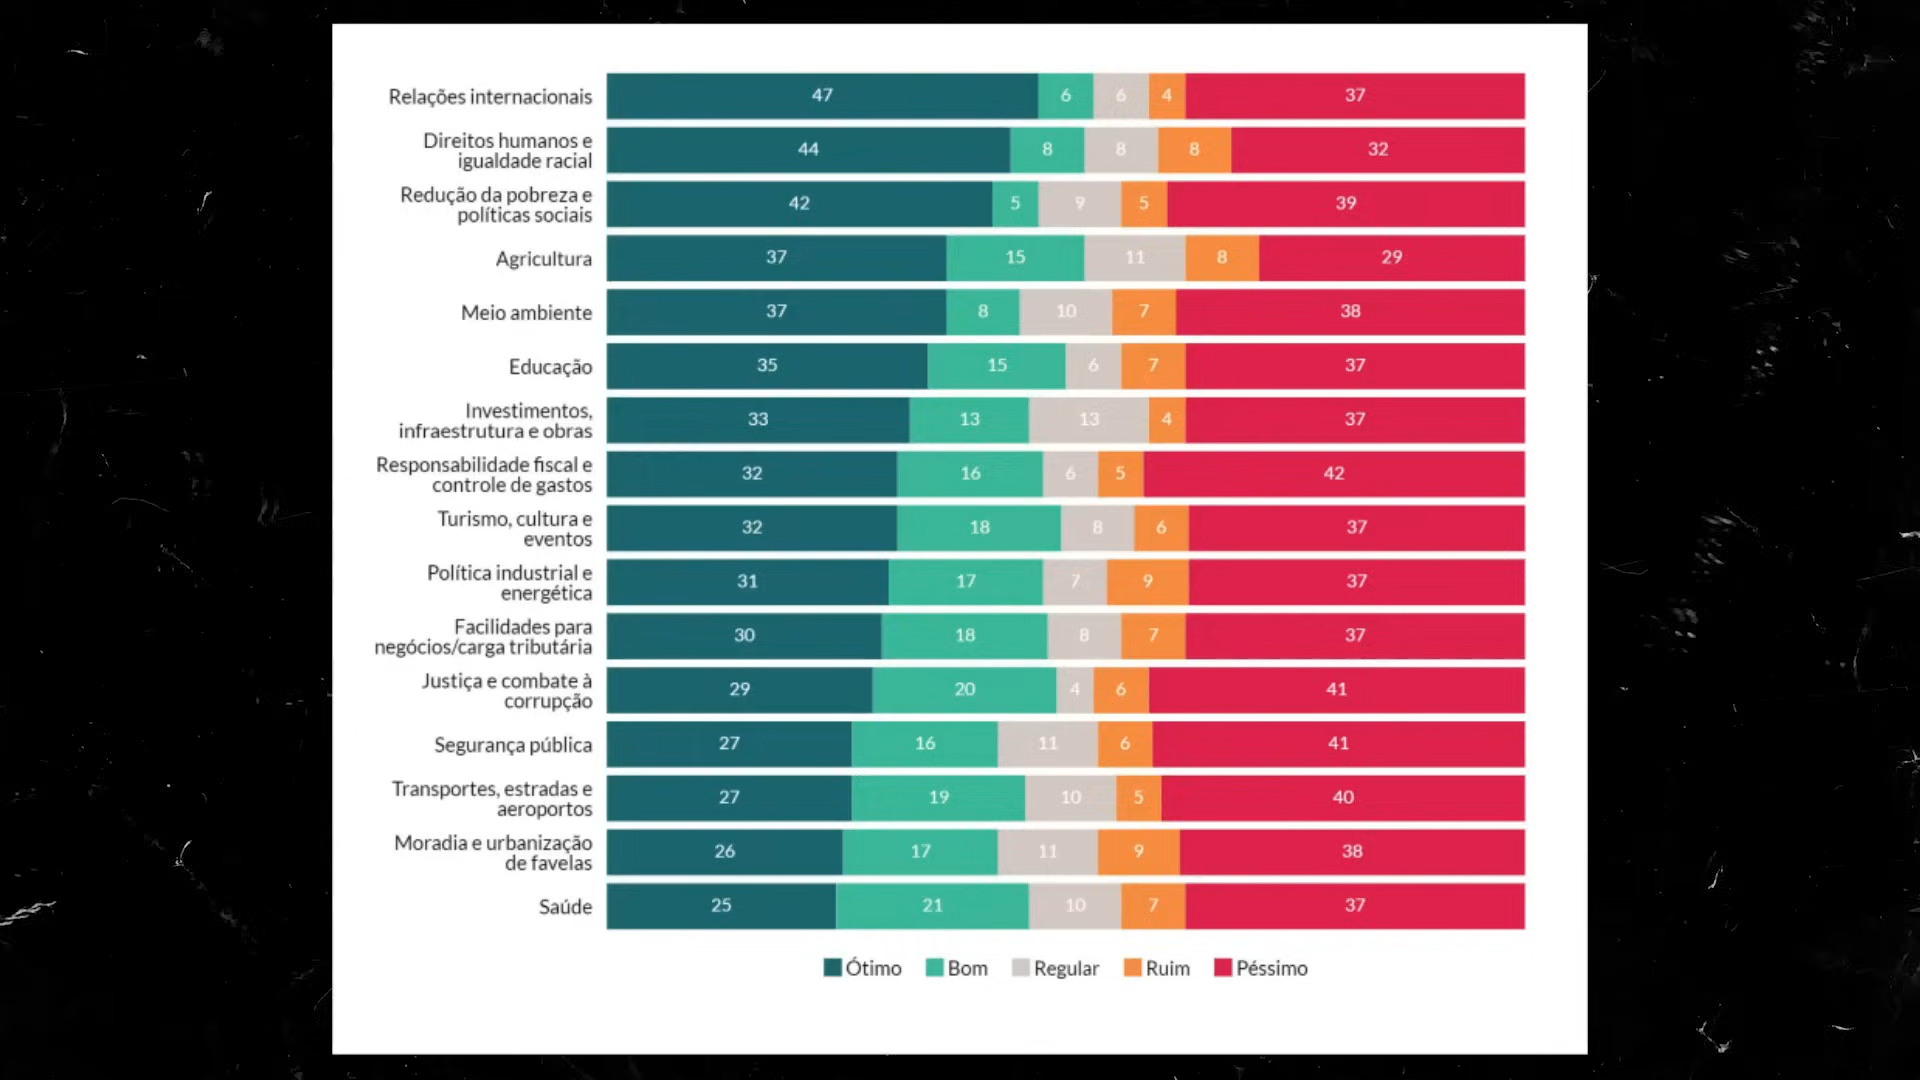 Relações internacionais 47 6 6 4 37
Direitos humanos e
igualdade racial 44 8 8 8 32
Redução da pobreza e
políticas sociais 42 5 9 5 39
Agricultura 37 15 11 8 29
Meio ambiente 37 8 10 7 38
Educação 35 15 6 7 37
Investimentos,
infraestrutura e obras 33 13 13 4 37
Responsabilidade fiscal e
controle de gastos 32 16 6 5 42
Turismo, cultura e
eventos 32 18 8 6 37
Política industrial e
energética 31 17 7 9 37
Facilidades para
negócios/carga tributária 30 18 8 7 37
Justiça e combate à
corrupção 29 20 4 6 41
Segurança pública 27 16 11 6 41
Transportes, estradas e
aeroportos 27 19 10 5 40
Moradia e urbanização
de favelas 26 17 11 9 38
Saúde 25 21 10 7 37
Ótimo Bom Regular Ruim Péssimo